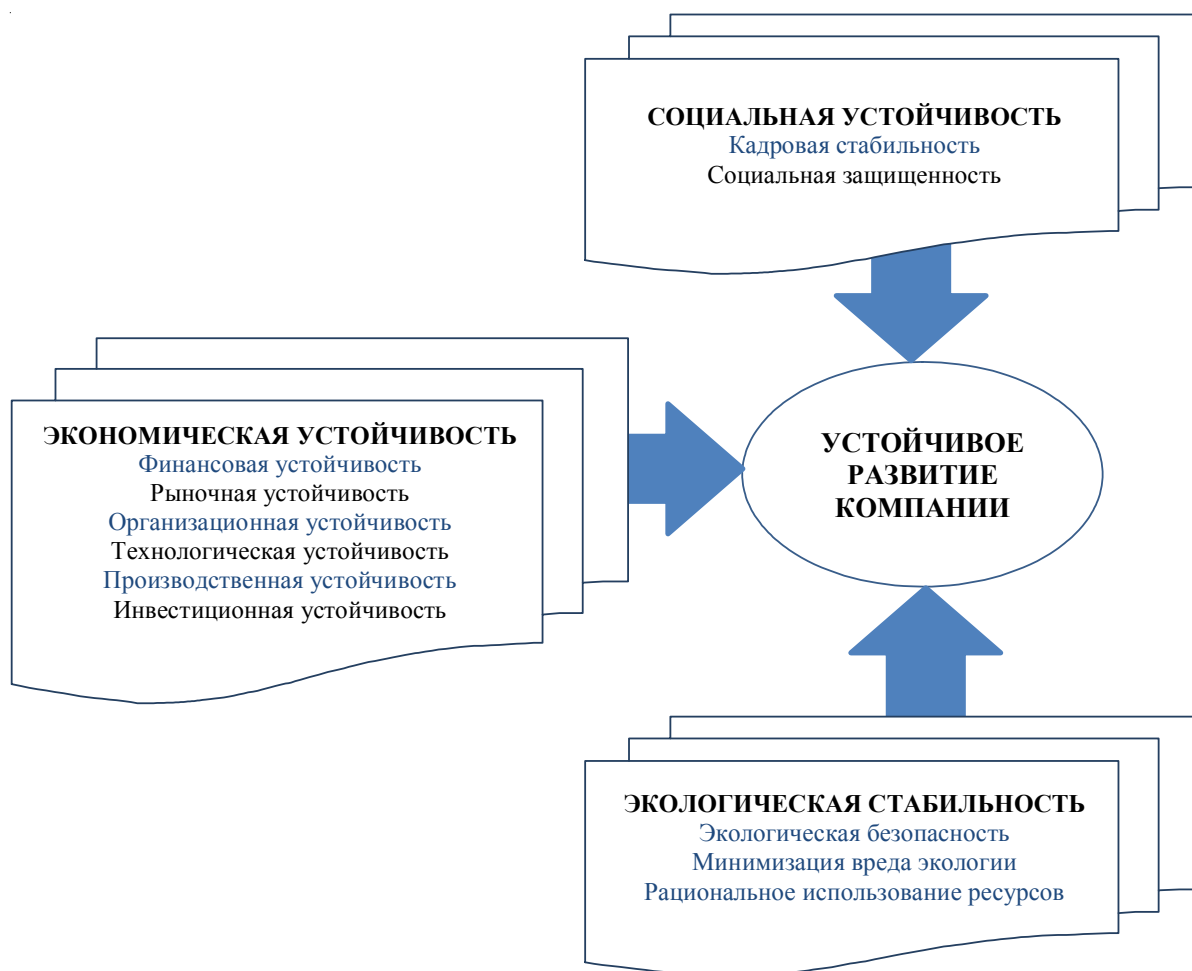 СОЦИАЛЬНАЯ УСТОЙЧИВОСТЬ
Кадровая стабильность
Социальная защищенность
ЭКОНОМИЧЕСКАЯ УСТОЙЧИВОСТЬ
Финансовая устойчивость
Рыночная устойчивость
Организационная устойчивость
Технологическая устойчивость
Производственная устойчивость
Инвестиционная устойчивость
УСТОЙЧИВОЕ
РАЗВИТИЕ
КОМПАНИИ
ЭКОЛОГИЧЕСКАЯ СТАБИЛЬНОСТЬ
Экологическая безопасность
Минимизация вреда экологии
Рациональное использование ресурсов